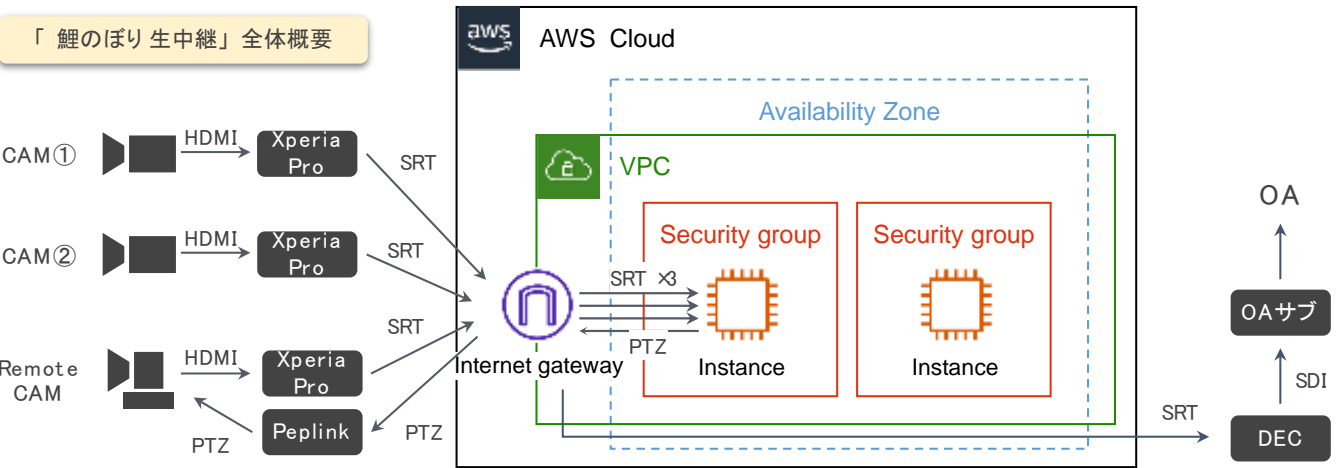 「 鯉のぼり 生中継」 全体概要
aws
AWS Cloud
Availability Zone
VPC
CAM①
HDMI
Xperia
Pro
SRT
CAM②
HDMI
Xperia
Pro
SRT
Remote
CAM
HDMI
Xperia
Pro
SRT
Peplink
PTZ
PTZ
Internet gateway
SRT ×3
PTZ
Security group
Instance
Security group
Instance
SRT
DEC
SDI
OAサブ
OA